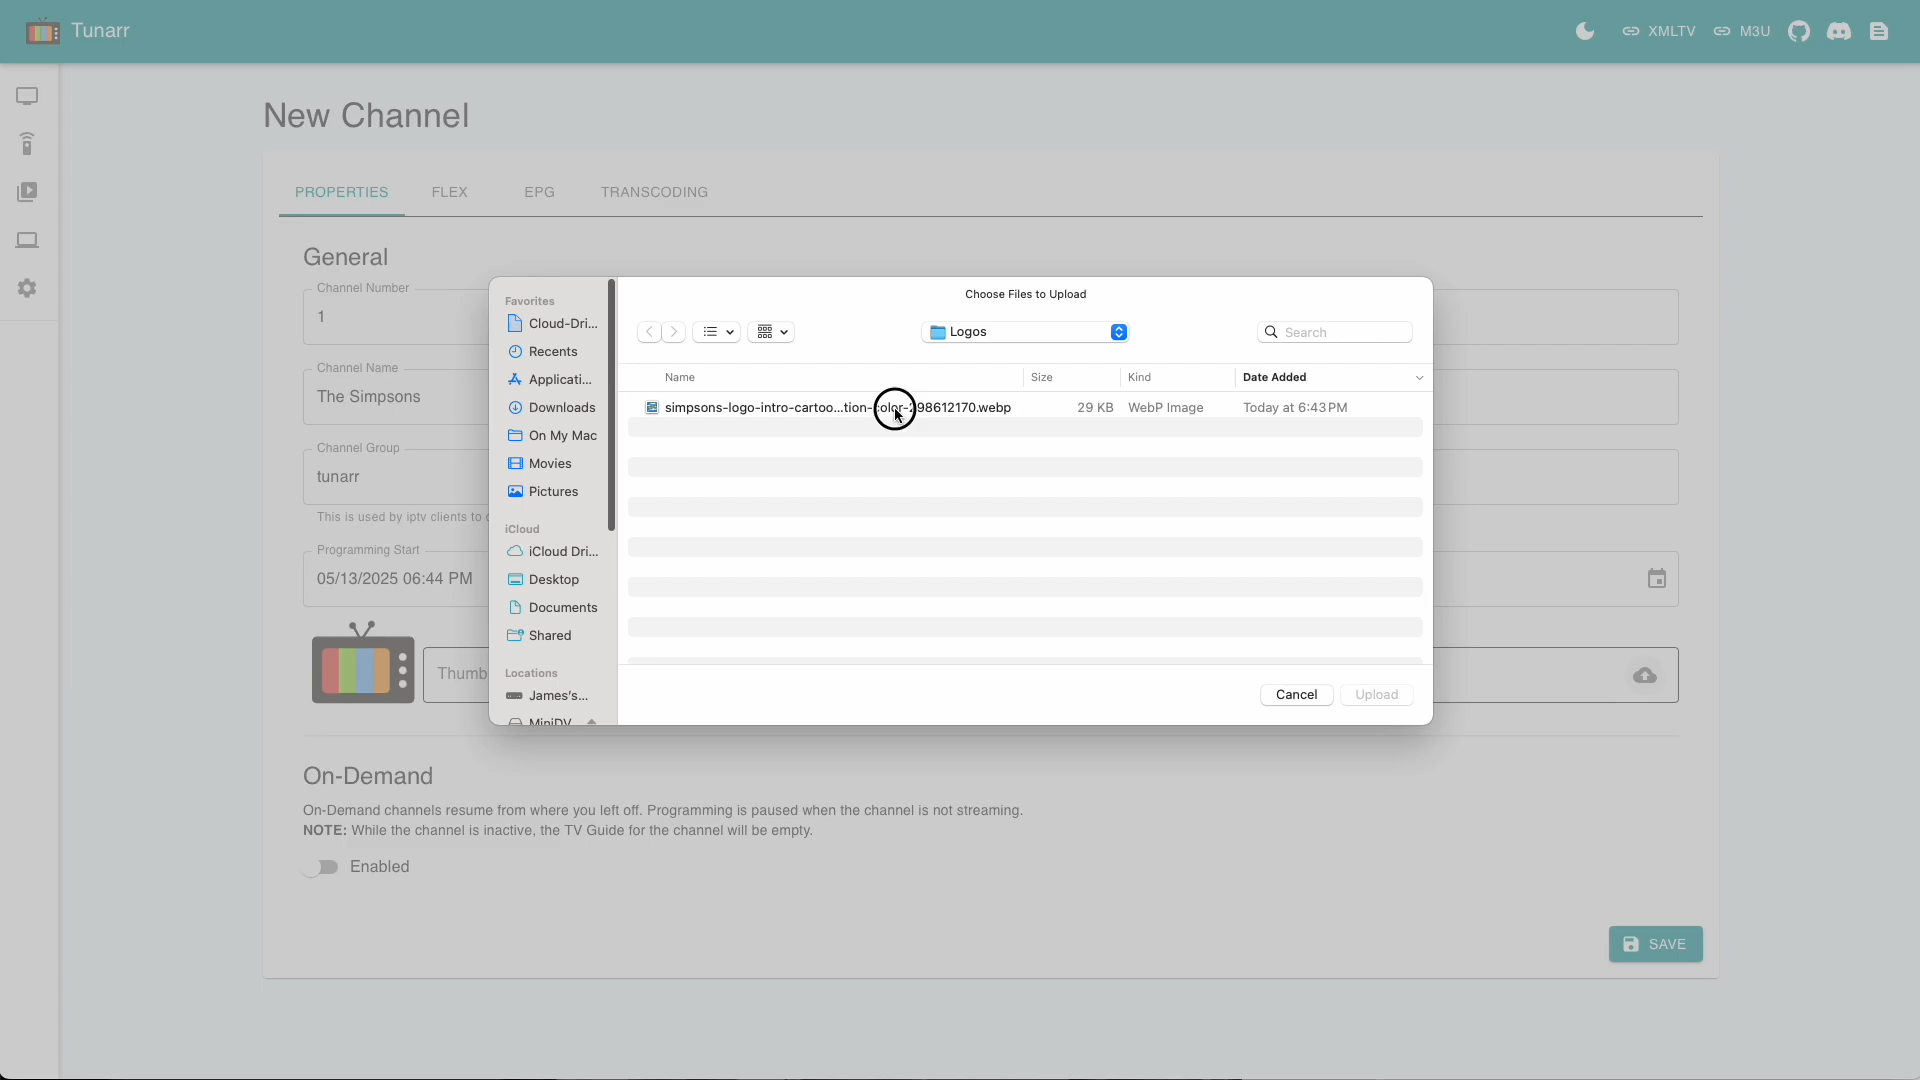 Tunarr
XMLTV
M3U
New Channel
PROPERTIES
FLEX
EPG
TRANSCODING
General
Channel Number
1
Channel Name
The Simpsons
Channel Group
tunarr
This is used by iptv clients to
Programming Start
05/13/2025 06:44 PM
Thumb
Favorites
Cloud-Dri...
Recents
Applicati...
Downloads
On My Mac
Movies
Pictures
iCloud
iCloud Dri...
Desktop
Documents
Shared
Locations
James's...
MiniDV
Choose Files to Upload
Logos
Search
Name
Size
Kind
Date Added
simpsons-logo-intro-cartoo...tion-color-298612170.webp
29 KB
WebP Image
Today at 6:43 PM
Cancel
Upload
On-Demand
On-Demand channels resume from where you left off. Programming is paused when the channel is not streaming.
NOTE: While the channel is inactive, the TV Guide for the channel will be empty.
Enabled
SAVE